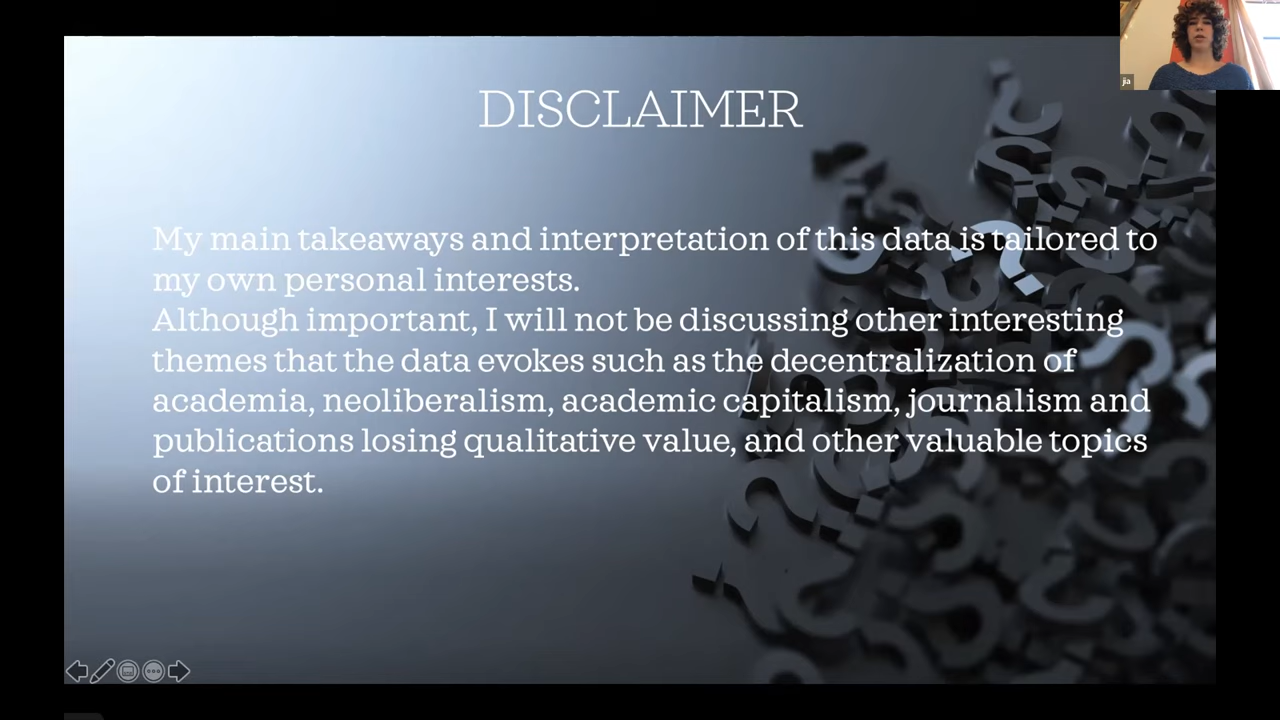 DISCLAIMER
My main takeaways and interpretation of this data is tailored to
my own personal interests.
Although important, I will not be discussing other interesting
themes that the data evokes such as the decentralization of
academia, neoliberalism, academic capitalism, journalism and
publications losing qualitative value, and other valuable topics
of interest.
jia